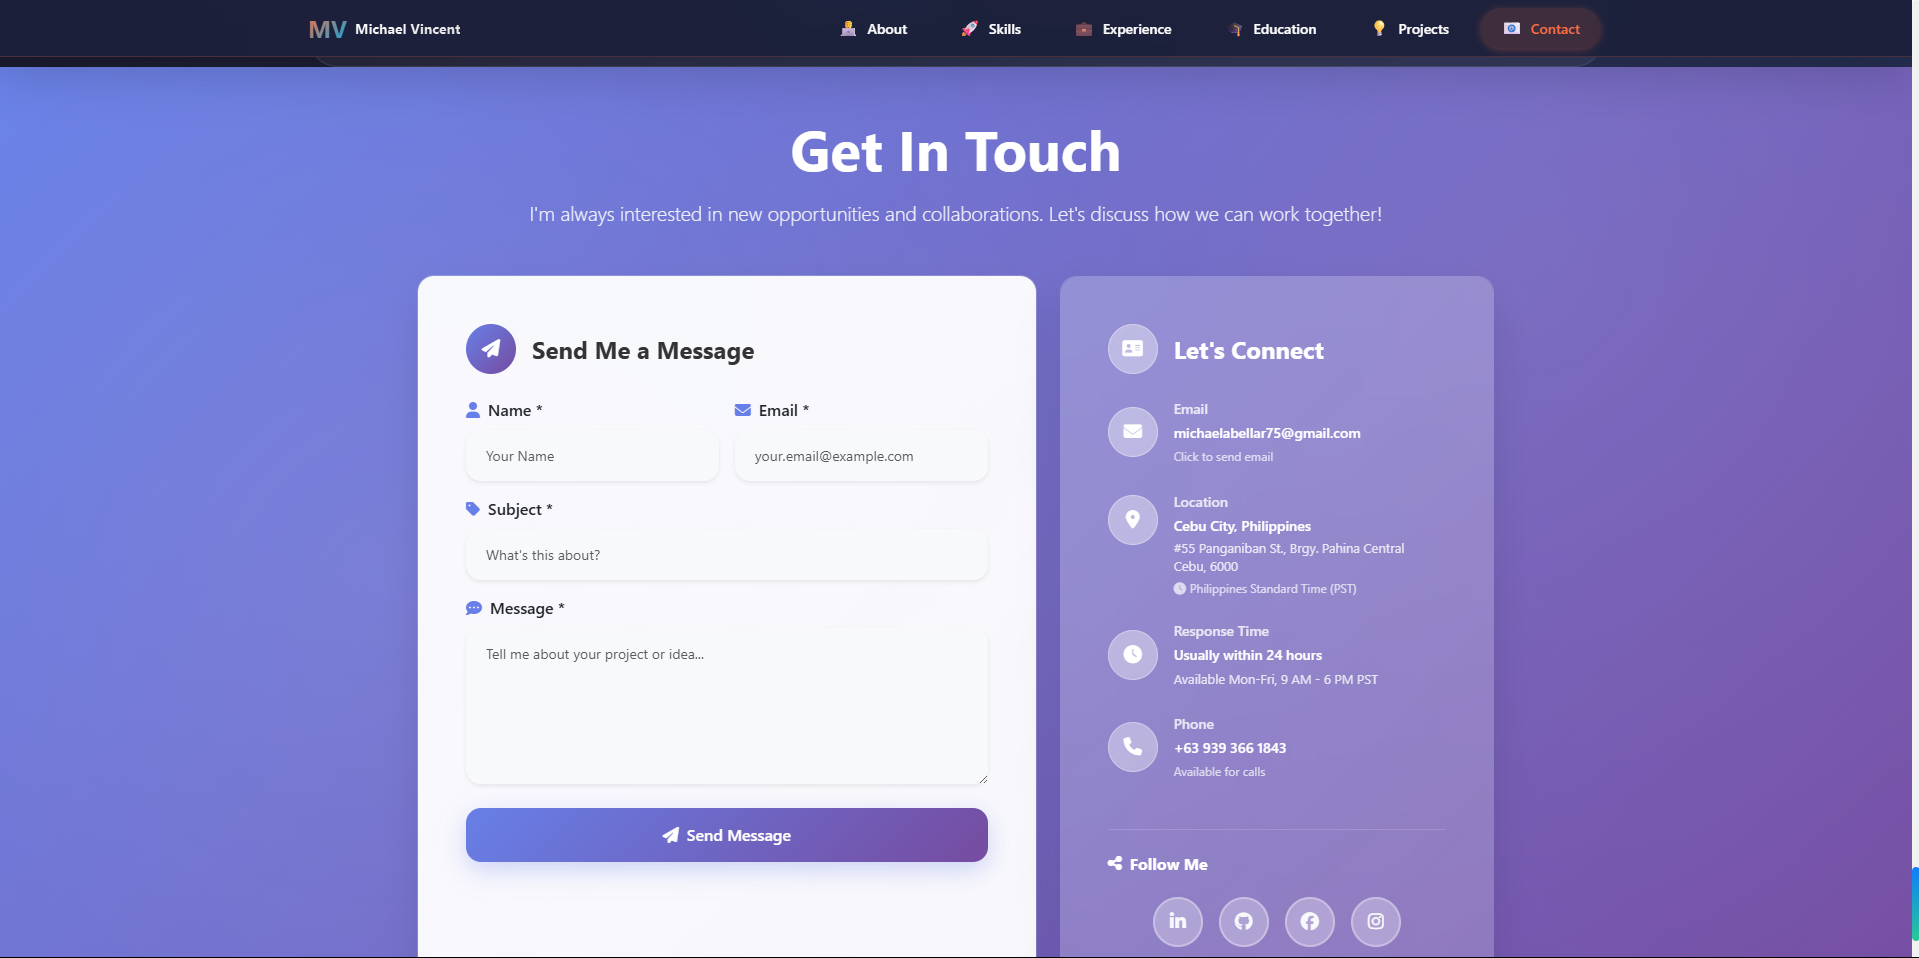 MV Michael Vincent
About
Skills
Experience
Education
Projects
Contact
Get In Touch
I'm always interested in new opportunities and collaborations. Let's discuss how we can work together!
Send Me a Message
Name *
Email *
Your Name
your.email@example.com
Subject *
What's this about?
Message *
Tell me about your project or idea...
Send Message
Let's Connect
Email
michaelabellar75@gmail.com
Click to send email
Location
Cebu City, Philippines
#55 Panganiban St., Brgy. Pahina Central
Cebu, 6000
Philippines Standard Time (PST)
Response Time
Usually within 24 hours
Available Mon-Fri, 9 AM - 6 PM PST
Phone
+63 939 366 1843
Available for calls
Follow Me